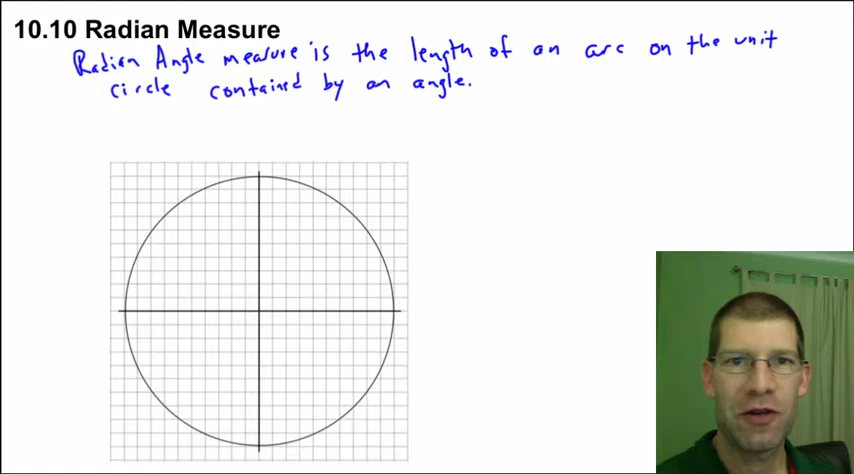 10.10 Radian Measure
Radian Angle measure is the length of an arc on the unit
circle contained by an angle.